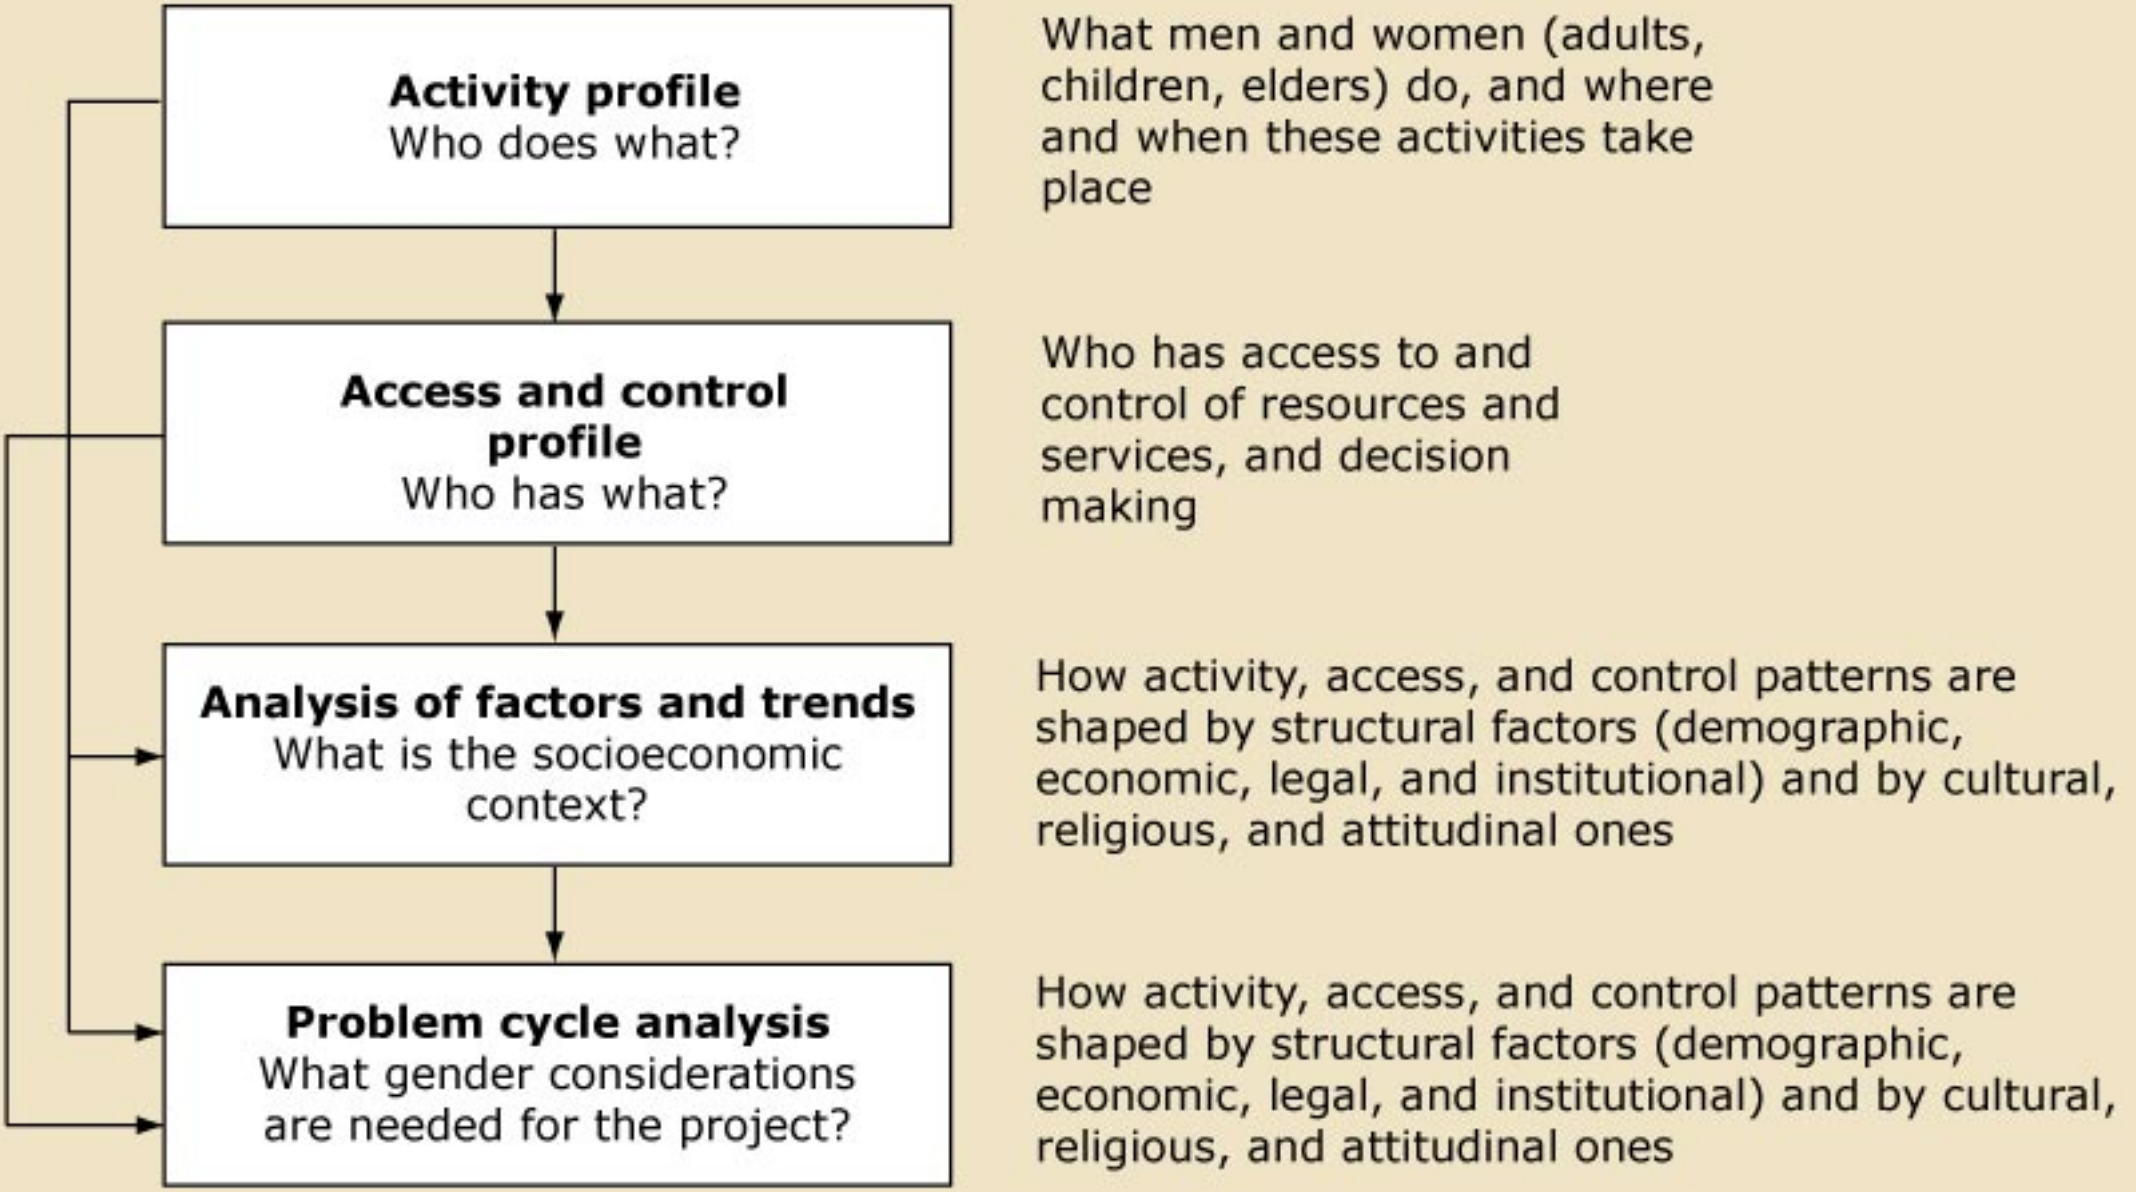 Activity profile
Who does what?
What men and women (adults,
children, elders) do, and where
and when these activities take
place
Access and control
profile
Who has what?
Who has access to and
control of resources and
services, and decision
making
Analysis of factors and trends
What is the socioeconomic
context?
How activity, access, and control patterns are
shaped by structural factors (demographic,
economic, legal, and institutional) and by cultural,
religious, and attitudinal ones
Problem cycle analysis
What gender considerations
are needed for the project?
How activity, access, and control patterns are
shaped by structural factors (demographic,
economic, legal, and institutional) and by cultural,
religious, and attitudinal ones